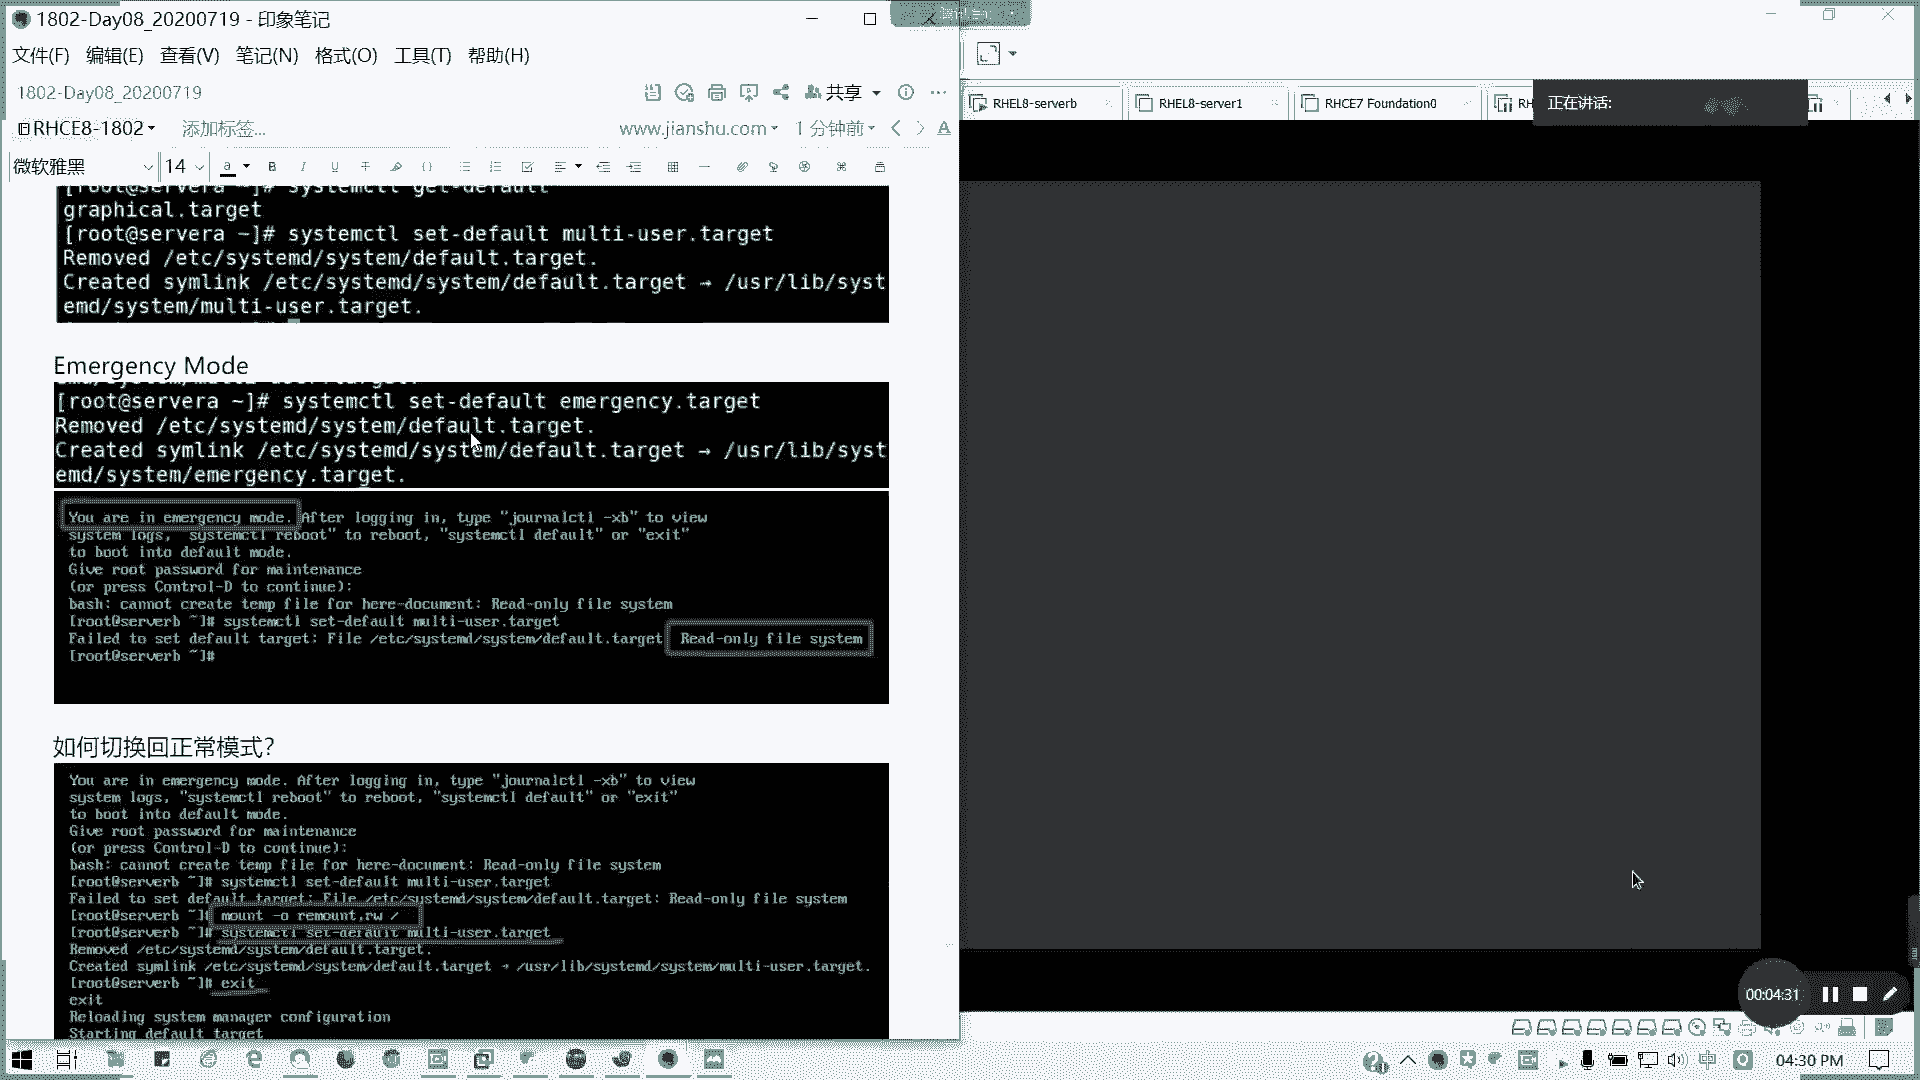 1802-Day08_20200719 - 印象笔记
文件(F) 编辑(E) 查看(V) 笔记(N) 格式(O) 工具(T) 帮助(H)
1802-Day08_20200719
共享
RHCE8-1802
添加标签...
www.jianshu.com
1 分钟前
微软雅黑
14
[root@servera ~]# systemctl get-default
graphical.target
[root@servera ~]# systemctl set-default multi-user.target
Removed /etc/systemd/system/default.target.
Created symlink /etc/systemd/system/default.target → /usr/lib/syst
emd/system/multi-user.target.
Emergency Mode
[root@servera ~]# systemctl set-default emergency.target
Removed /etc/systemd/system/default.target.
Created symlink /etc/systemd/system/default.target → /usr/lib/syst
emd/system/emergency.target.
You are in emergency mode. After logging in, type "journalctl -xb" to view
system logs, "systemctl reboot" to reboot, "systemctl default" or "exit"
to boot into default mode.
Give root password for maintenance
(or press Control-D to continue):
bash: cannot create temp file for here-document: Read-only file system
[root@serverb ~]# systemctl set-default multi-user.target
Failed to set default target: File /etc/systemd/system/default.target: Read-only file system
[root@serverb ~]#
如何切换回正常模式?
You are in emergency mode. After logging in, type "journalctl -xb" to view
system logs, "systemctl reboot" to reboot, "systemctl default" or "exit"
to boot into default mode.
Give root password for maintenance
(or press Control-D to continue):
bash: cannot create temp file for here-document: Read-only file system
[root@serverb ~]# systemctl set-default multi-user.target
Failed to set default target: File /etc/systemd/system/default.target: Read-only file system
[root@serverb ~]# mount -o remount,rw /
[root@serverb ~]# systemctl set-default multi-user.target
Removed /etc/systemd/system/default.target.
Created symlink /etc/systemd/system/default.target → /usr/lib/systemd/system/multi-user.target.
[root@serverb ~]# exit
exit
Reloading system manager configuration
Starting default target
RHEL8-serverb
RHEL8-server1
RHCE7 Foundation0
RH
正在讲话:
00:04:31
中
04:30 PM